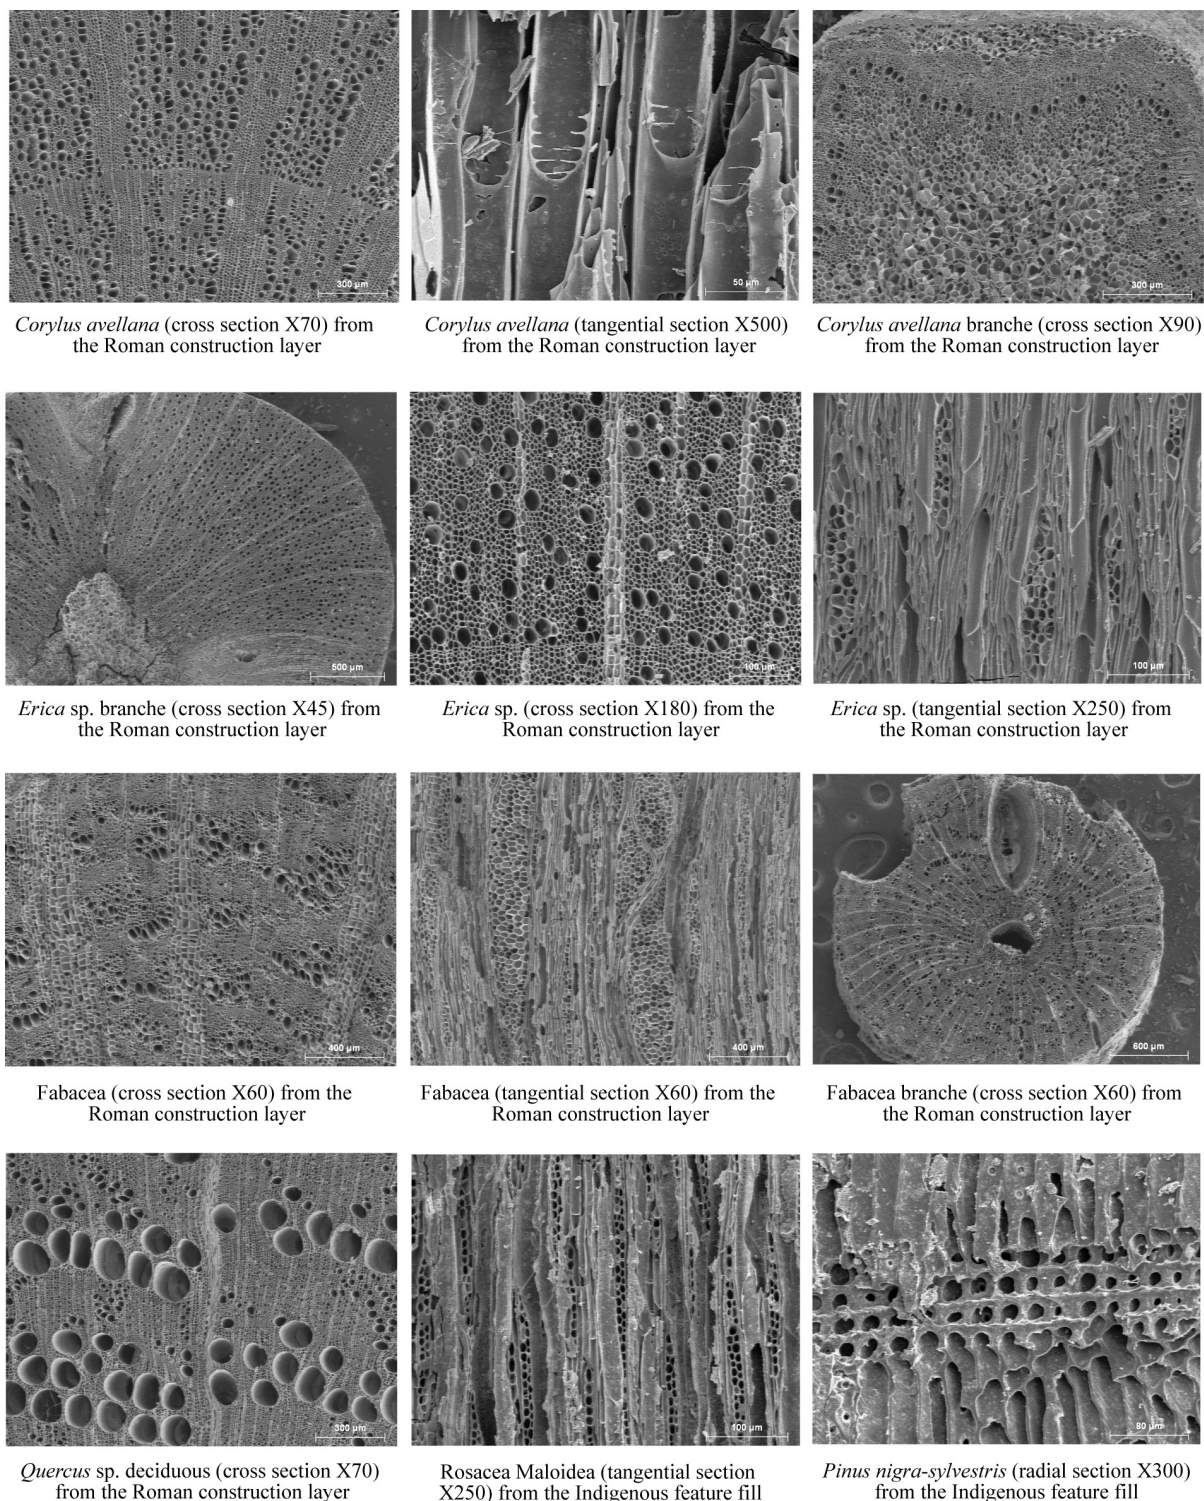 300 µm
50 µm
300 µm
Corylus avellana (cross section X70) from
the Roman construction layer
Corylus avellana (tangential section X500)
from the Roman construction layer
Corylus avellana branche (cross section X90)
from the Roman construction layer
500 µm
100 µm
100 µm
Erica sp. branche (cross section X45) from
the Roman construction layer
Erica sp. (cross section X180) from the
Roman construction layer
Erica sp. (tangential section X250) from
the Roman construction layer
400 µm
400 µm
600 µm
Fabacea (cross section X60) from the
Roman construction layer
Fabacea (tangential section X60) from the
Roman construction layer
Fabacea branche (cross section X60) from
the Roman construction layer
300 µm
100 µm
80 µm
Quercus sp. deciduous (cross section X70)
from the Roman construction layer
Rosacea Maloidea (tangential section
X250) from the Indigenous feature fill
Pinus nigra-sylvestris (radial section X300)
from the Indigenous feature fill